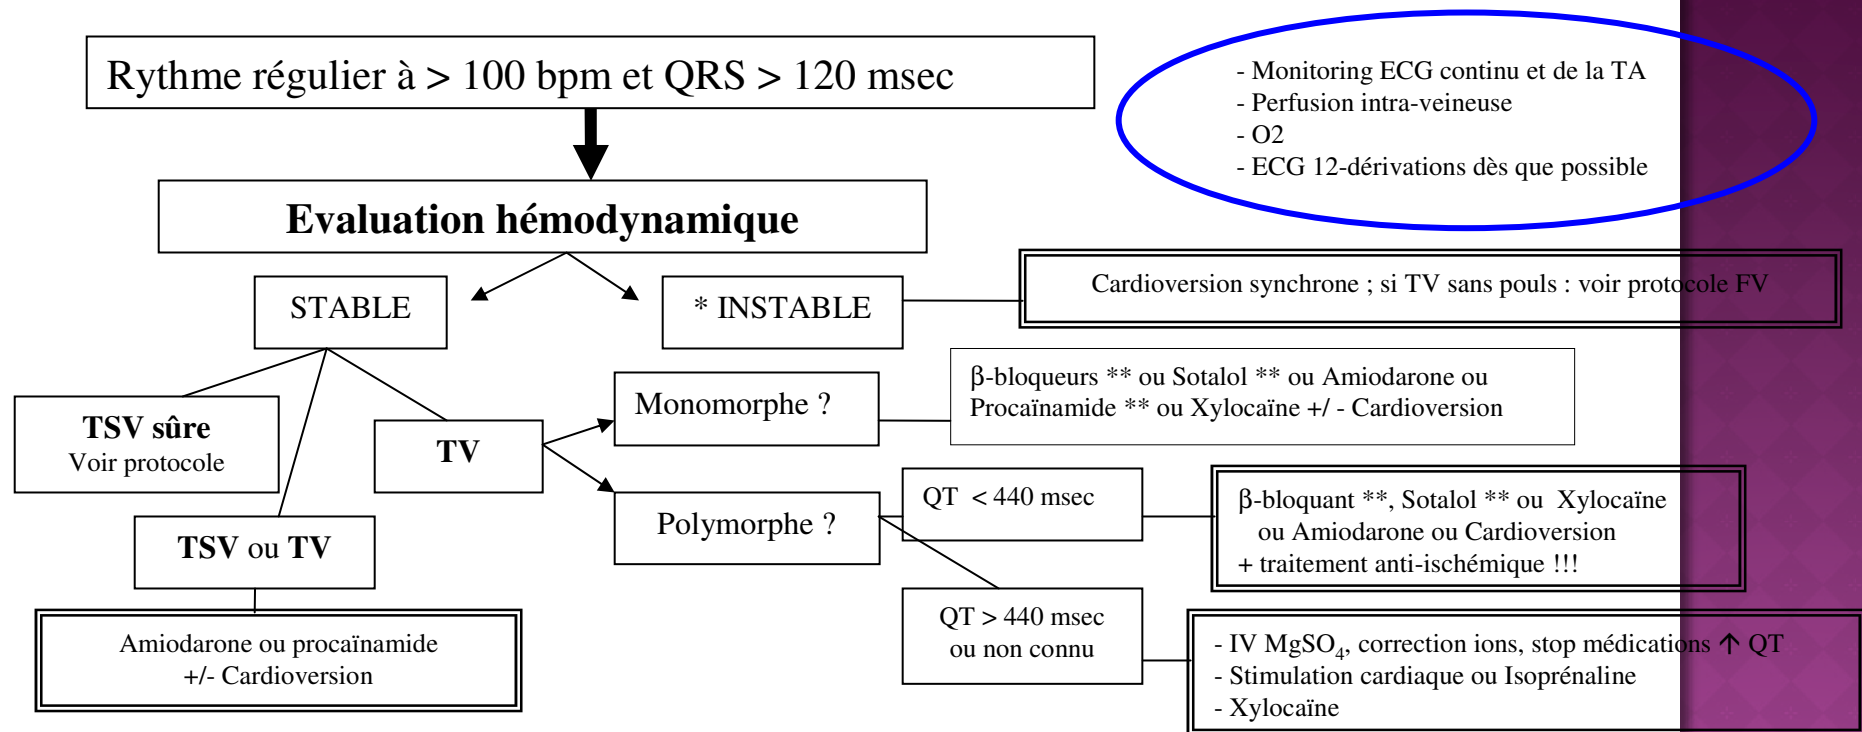 Rythme régulier à > 100 bpm et QRS > 120 msec
- Monitoring ECG continu et de la TA
- Perfusion intra-veineuse
- O2
- ECG 12-dérivations dès que possible
Evaluation hémodynamique
STABLE
* INSTABLE
Cardioversion synchrone ; si TV sans pouls : voir protocole FV
TSV sûre
Voir protocole
TV
Monomorphe ?
β-bloqueurs ** ou Sotalol ** ou Amiodarone ou
Procaïnamide ** ou Xylocaïne +/ - Cardioversion
TSV ou TV
Polymorphe ?
QT < 440 msec
β-bloquant **, Sotalol ** ou Xylocaïne
ou Amiodarone ou Cardioversion
+ traitement anti-ischémique !!!
Amiodarone ou procaïnamide
+/- Cardioversion
QT > 440 msec
ou non connu
- IV MgSO₄, correction ions, stop médications ↑ QT
- Stimulation cardiaque ou Isoprénaline
- Xylocaïne